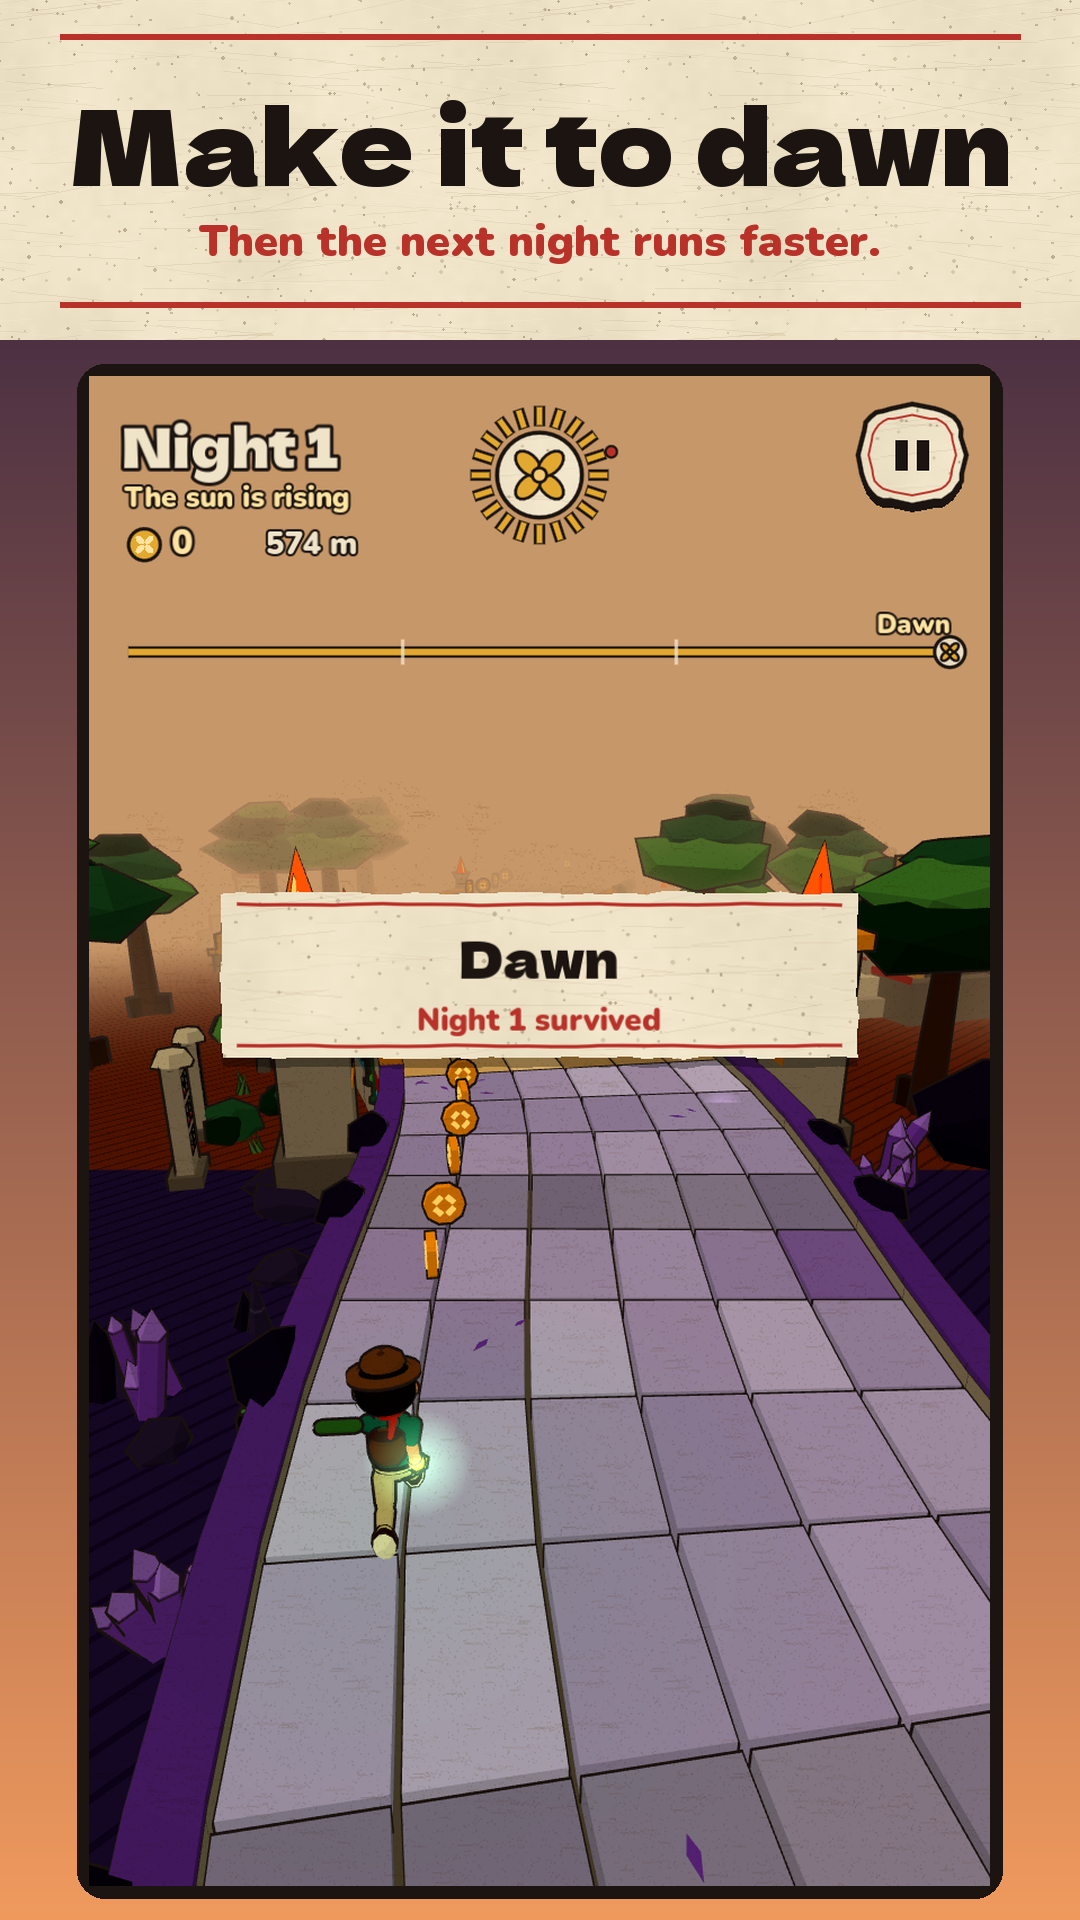 Make it to dawn
Then the next night runs faster.
Night 1
The sun is rising
0 574 m
Dawn
Dawn
Night 1 survived